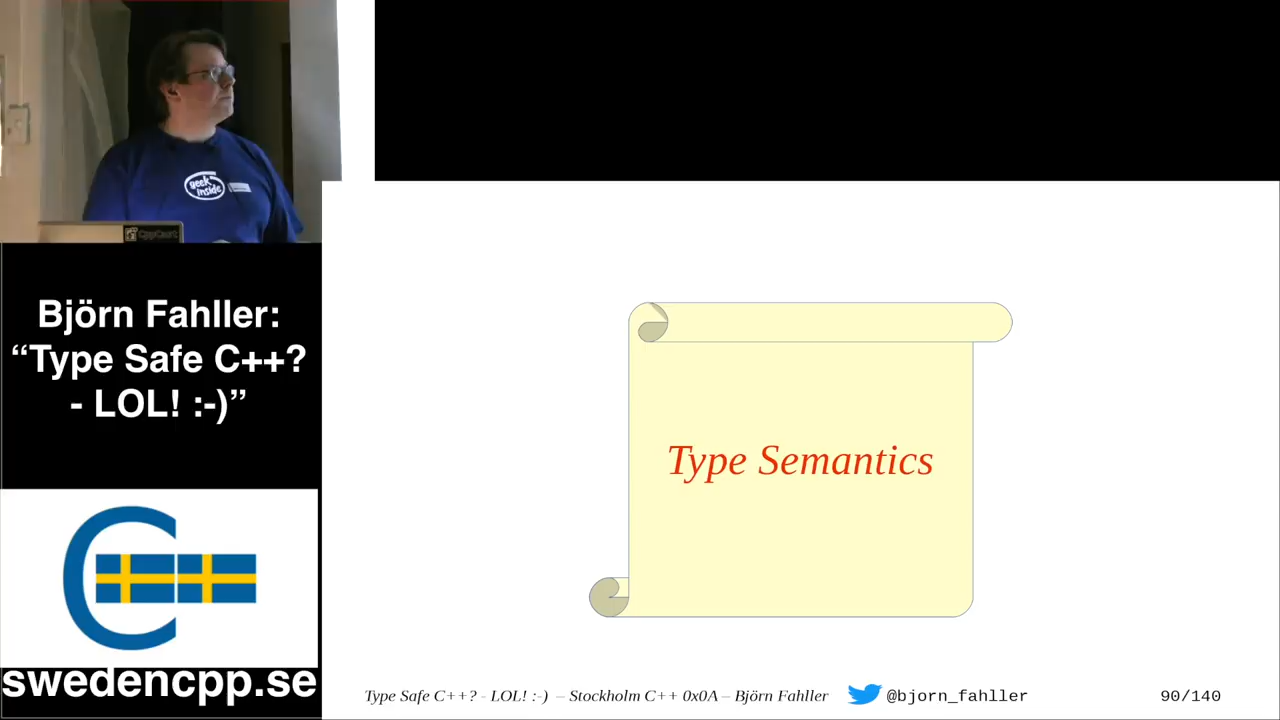 geek
inside
CppCast
Björn Fahller:
“Type Safe C++?
- LOL! :-)”
swedencpp.se
Type Semantics
Type Safe C++? - LOL! :-) – Stockholm C++ 0x0A – Björn Fahller
@bjorn_fahller
90/140